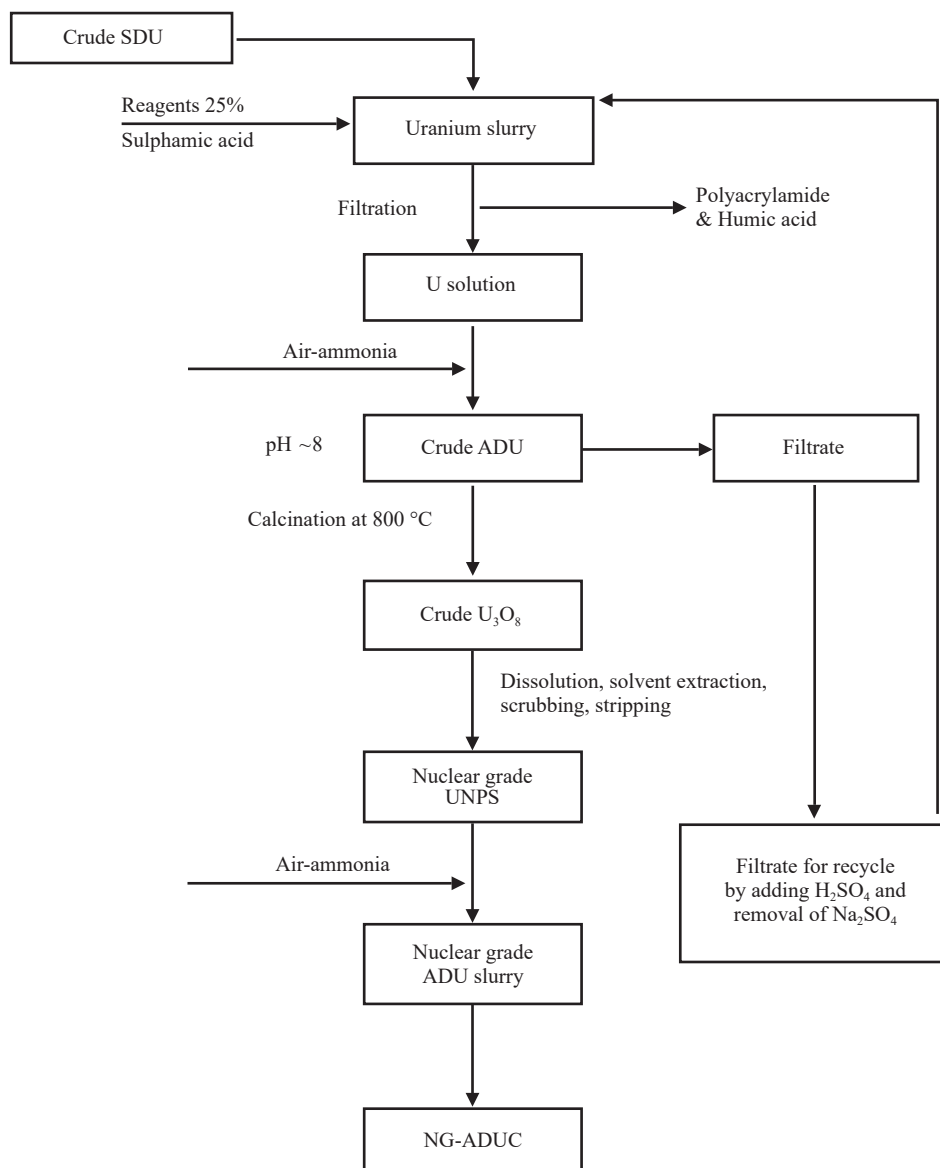 Crude SDU
Reagents 25%
Sulphamic acid
Uranium slurry
Filtration
Polyacrylamide
& Humic acid
U solution
Air-ammonia
pH ~8
Crude ADU
Filtrate
Calcination at 800 °C
Crude U₃O₈
Dissolution, solvent extraction,
scrubbing, stripping
Nuclear grade
UNPS
Air-ammonia
Filtrate for recycle
by adding H₂SO₄ and
removal of Na₂SO₄
Nuclear grade
ADU slurry
NG-ADUC